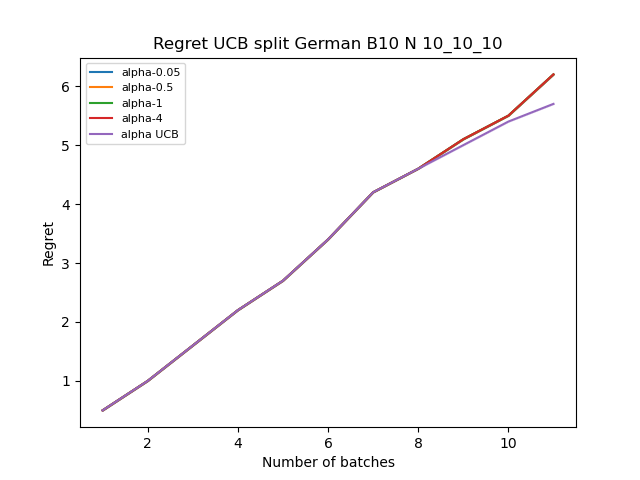 Regret UCB split German B10 N 10_10_10
alpha-0.05
alpha-0.5
alpha-1
alpha-4
alpha UCB
6
5
4
3
2
1
Regret
2 4 6 8 10
Number of batches